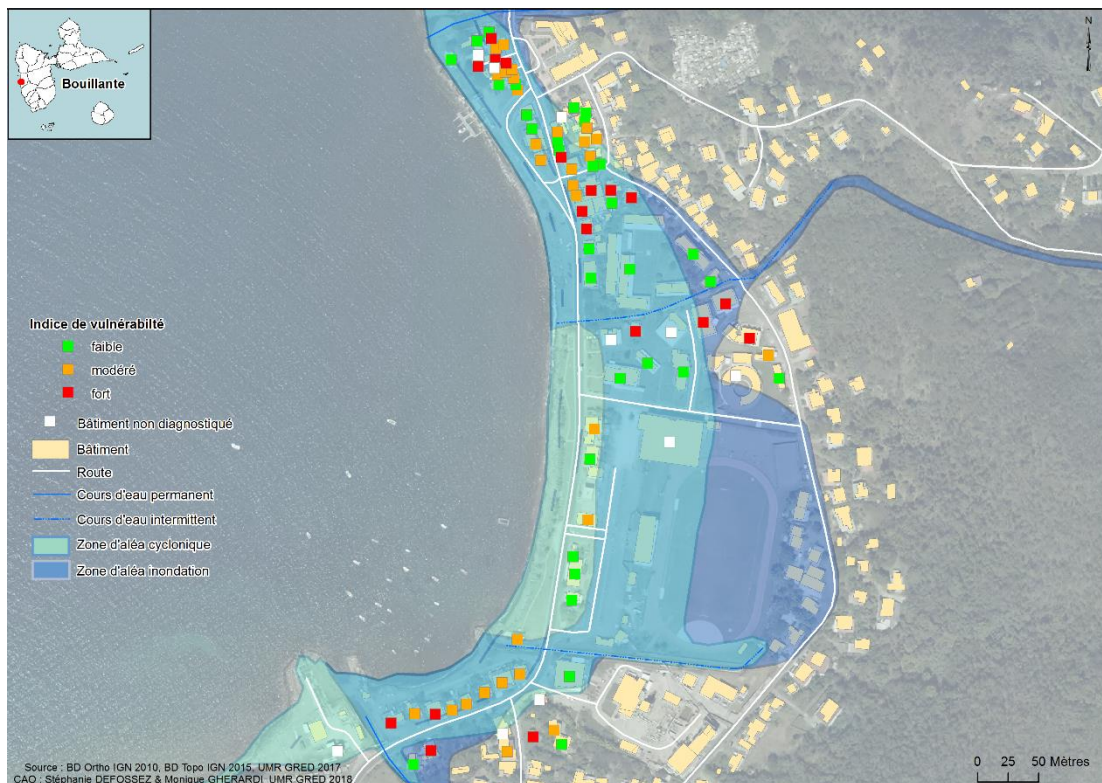 Bouillante
N
Indice de vulnérabilté
faible
modéré
fort
Bâtiment non diagnostiqué
Bâtiment
Route
Cours d'eau permanent
Cours d'eau intermittent
Zone d'aléa cyclonique
Zone d'aléa inondation
Source : BD Ortho IGN 2010, BD Topo IGN 2015, UMR GRED 2017
CAO : Stéphanie DEFOSSEZ & Monique GHERARDI, UMR GRED 2018
0 25 50 Mètres